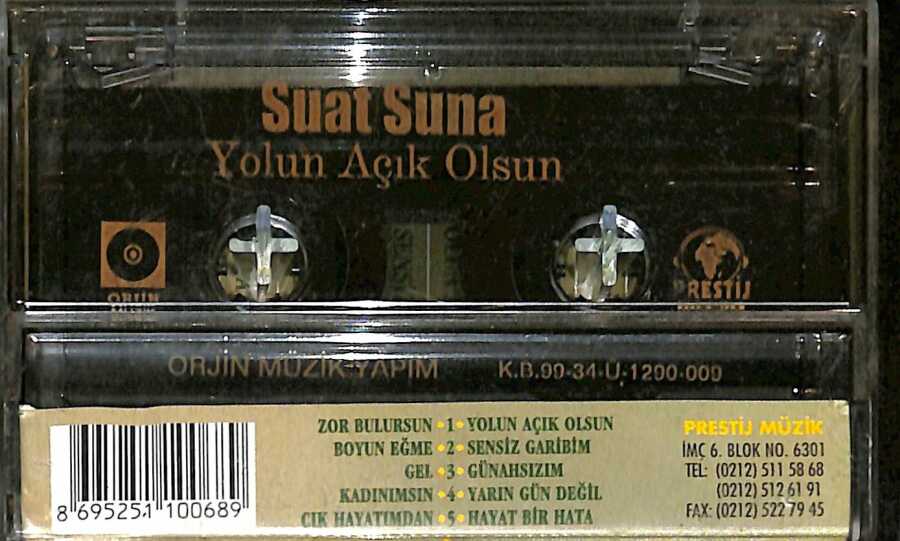 Suat Suna
Yolun Açık Olsun
ORJİN
PRESTİJ
ORJİN MÜZİK YAPIM K.B.99-34-Ü-1200-000
ZOR BULURSUN •1• YOLUN AÇIK OLSUN
BOYUN EĞME •2• SENSİZ GARİBİM
GEL •3• GÜNAHSIZIM
KADINIMSIN •4• YARIN GÜN DEĞİL
ÇIK HAYATIMDAN •5• HAYAT BİR HATA
PRESTİJ MÜZİK
İMÇ 6. BLOK NO. 6301
TEL: (0212) 511 58 68
(0212) 512 61 91
FAX: (0212) 522 79 45
8 695251 100689